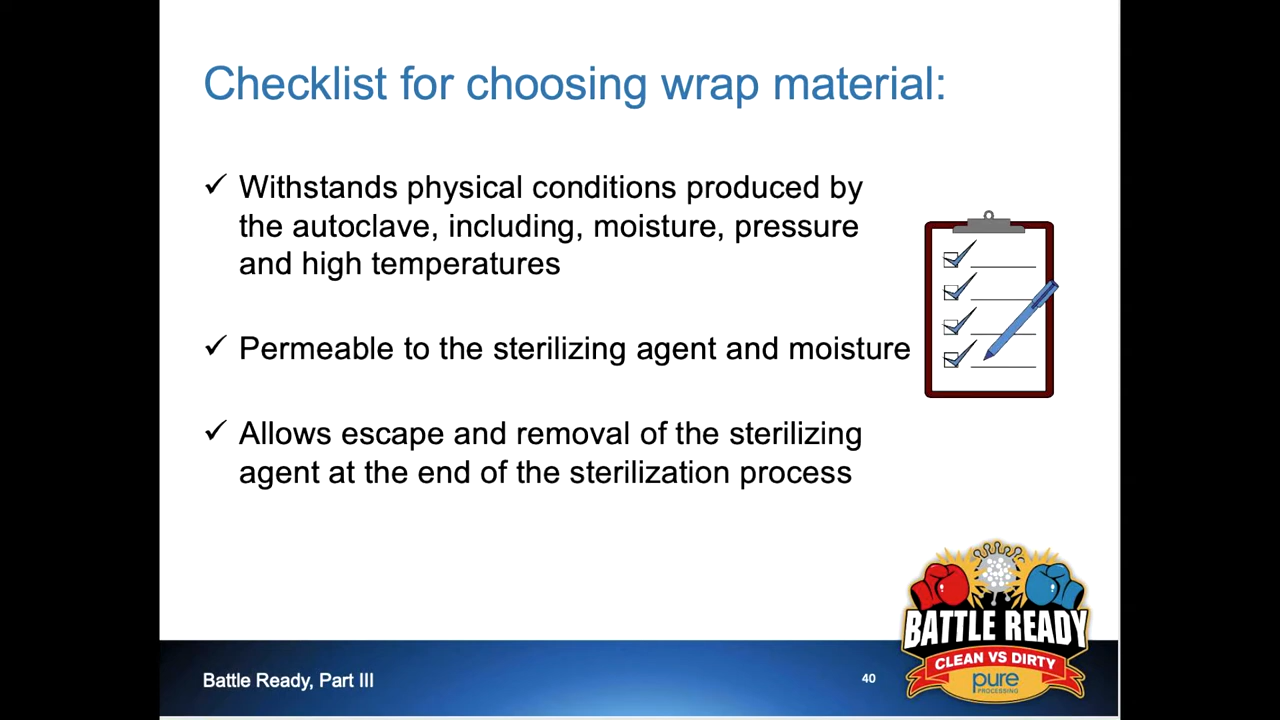 Checklist for choosing wrap material:
✓ Withstands physical conditions produced by
the autoclave, including, moisture, pressure
and high temperatures
✓ Permeable to the sterilizing agent and moisture
✓ Allows escape and removal of the sterilizing
agent at the end of the sterilization process
BATTLE READY
CLEAN VS DIRTY
pure
PROCESSING
Battle Ready, Part III
40